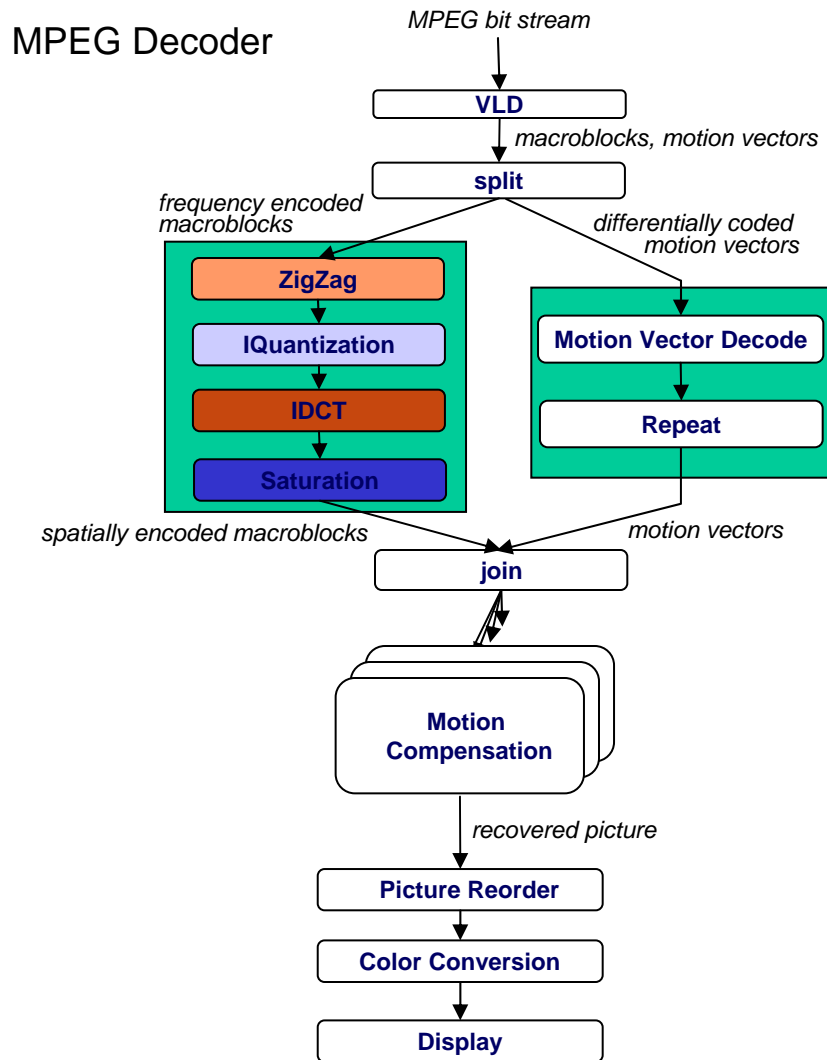 MPEG Decoder
MPEG bit stream
VLD
macroblocks, motion vectors
split
frequency encoded
macroblocks
differentially coded
motion vectors
ZigZag
IQuantization
IDCT
Saturation
Motion Vector Decode
Repeat
spatially encoded macroblocks
motion vectors
join
Motion
Compensation
recovered picture
Picture Reorder
Color Conversion
Display